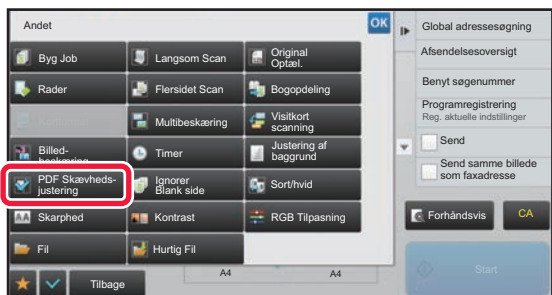 Andet
OK
Byg Job
Langsom Scan
Original
Optæl.
Rader
Flersidet Scan
Bogopdeling
Multibeskæring
Visitkort
scanning
Billed-
beskæring
Timer
Justering af
baggrund
PDF Skævheds-
justering
Ignorer
Blank side
Sort/hvid
AA Skarphed
Kontrast
RGB Tilpasning
Fil
Hurtig Fil
Tilbage
A4
A4
Global adressesøgning
Afsendelsesoversigt
Benyt søgenummer
Programregistrering
Reg. aktuelle indstillinger
Send
Send samme billede
som faxadresse
Forhåndsvis
CA
Start